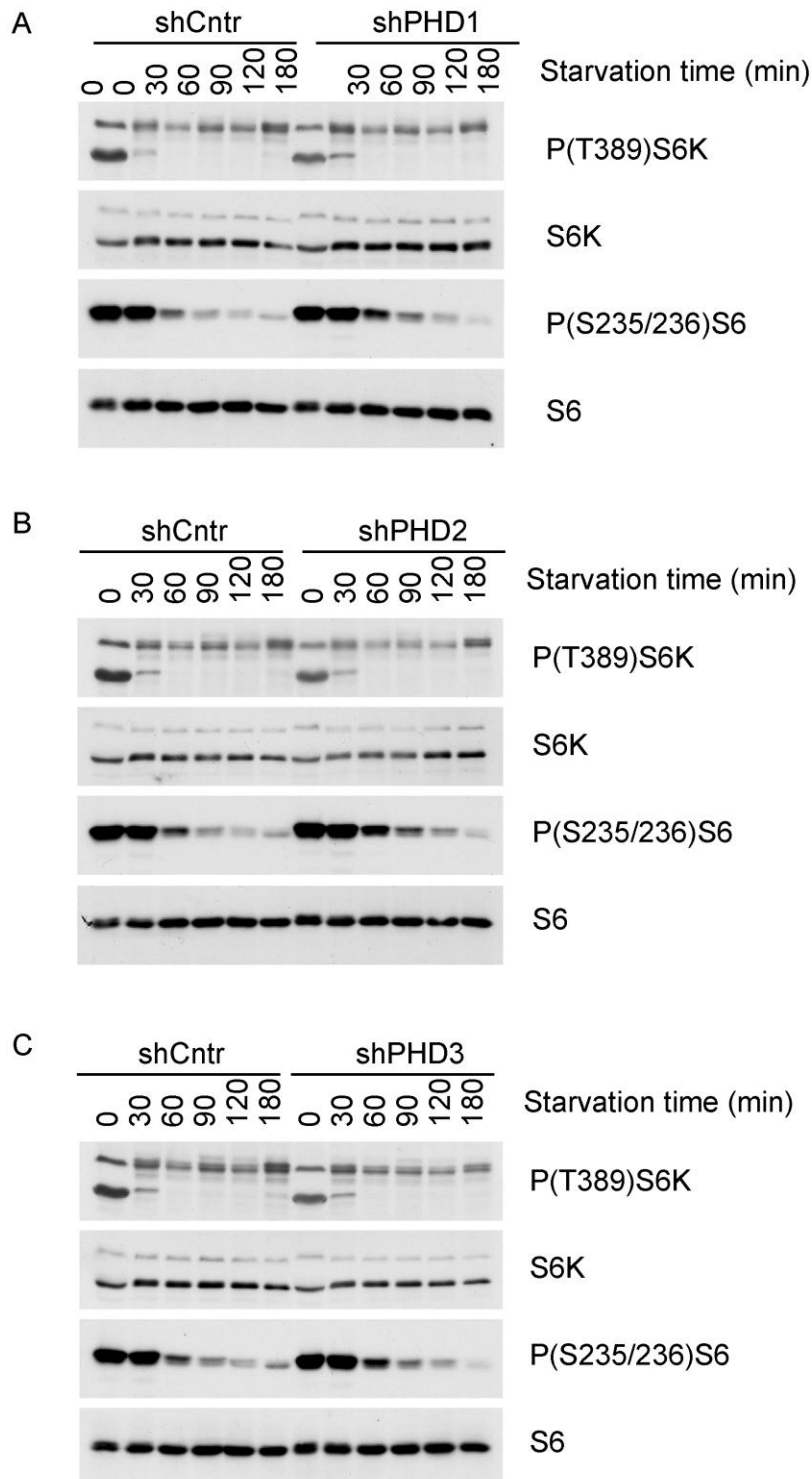 A
shCntr shPHD1
0 0 30 60 90 120 180 30 60 90 120 180 Starvation time (min)
P(T389)S6K
S6K
P(S235/236)S6
S6
B
shCntr shPHD2
0 30 60 90 120 180 0 30 60 90 120 180 Starvation time (min)
P(T389)S6K
S6K
P(S235/236)S6
S6
C
shCntr shPHD3
0 30 60 90 120 180 0 30 60 90 120 180 Starvation time (min)
P(T389)S6K
S6K
P(S235/236)S6
S6